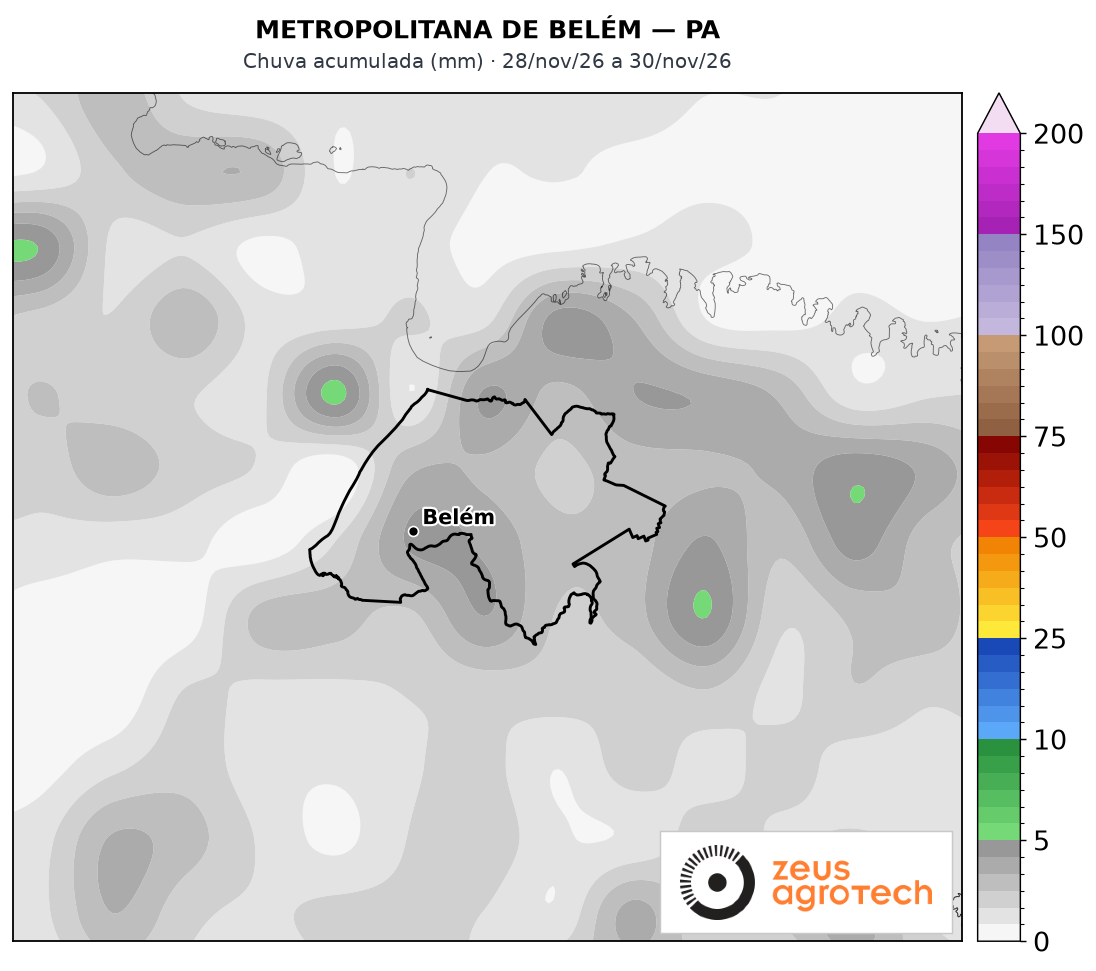 METROPOLITANA DE BELÉM — PA
Chuva acumulada (mm) · 28/nov/26 a 30/nov/26
200
150
100
75
50
25
10
5
0
Belém
zeus
agrotech